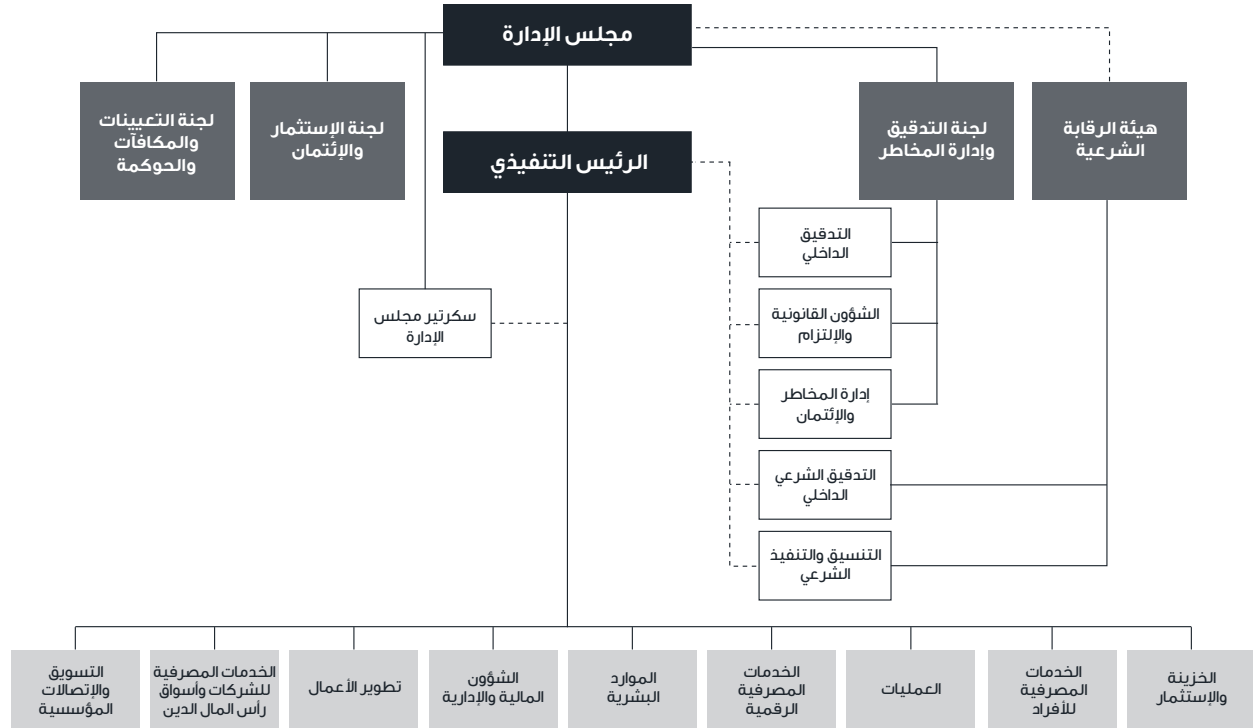 مجلس الإدارة
هيئة الرقابة
الشرعية
لجنة التدقيق
وإدارة المخاطر
لجنة الإستثمار
والإئتمان
لجنة التعيينات
والمكافآت
والحوكمة
الرئيس التنفيذي
التدقيق
الداخلي
سكرتير مجلس
الإدارة
الشؤون القانونية
والإلتزام
إدارة المخاطر
والإئتمان
التدقيق الشرعي
الداخلي
التنسيق والتنفيذ
الشرعي
الخزينة
والإستثمار
الخدمات
المصرفية
للأفراد
العمليات
الخدمات
المصرفية
الرقمية
الموارد
البشرية
الشؤون
المالية والإدارية
تطوير الأعمال
الخدمات المصرفية
للشركات وأسواق
رأس المال الدين
التسويق
والإتصالات
المؤسسية